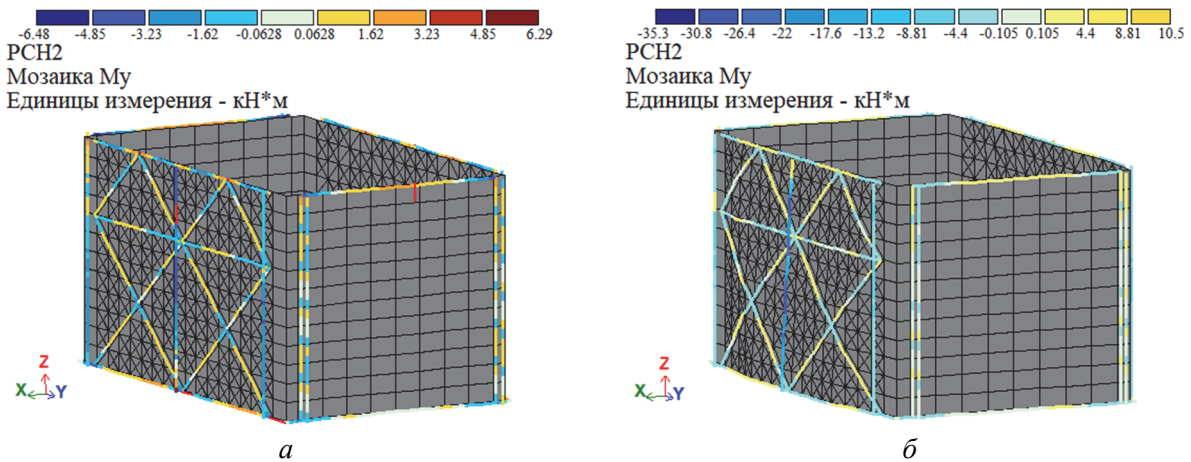 -6.48 -4.85 -3.23 -1.62 -0.0628 0.0628 1.62 3.23 4.85 6.29
РСН2
Мозаика My
Единицы измерения - кН*м
Z
X Y
а
-35.3 -30.8 -26.4 -22 -17.6 -13.2 -8.81 -4.4 -0.105 0.105 4.4 8.81 10.5
РСН2
Мозаика My
Единицы измерения - кН*м
Z
X Y
б